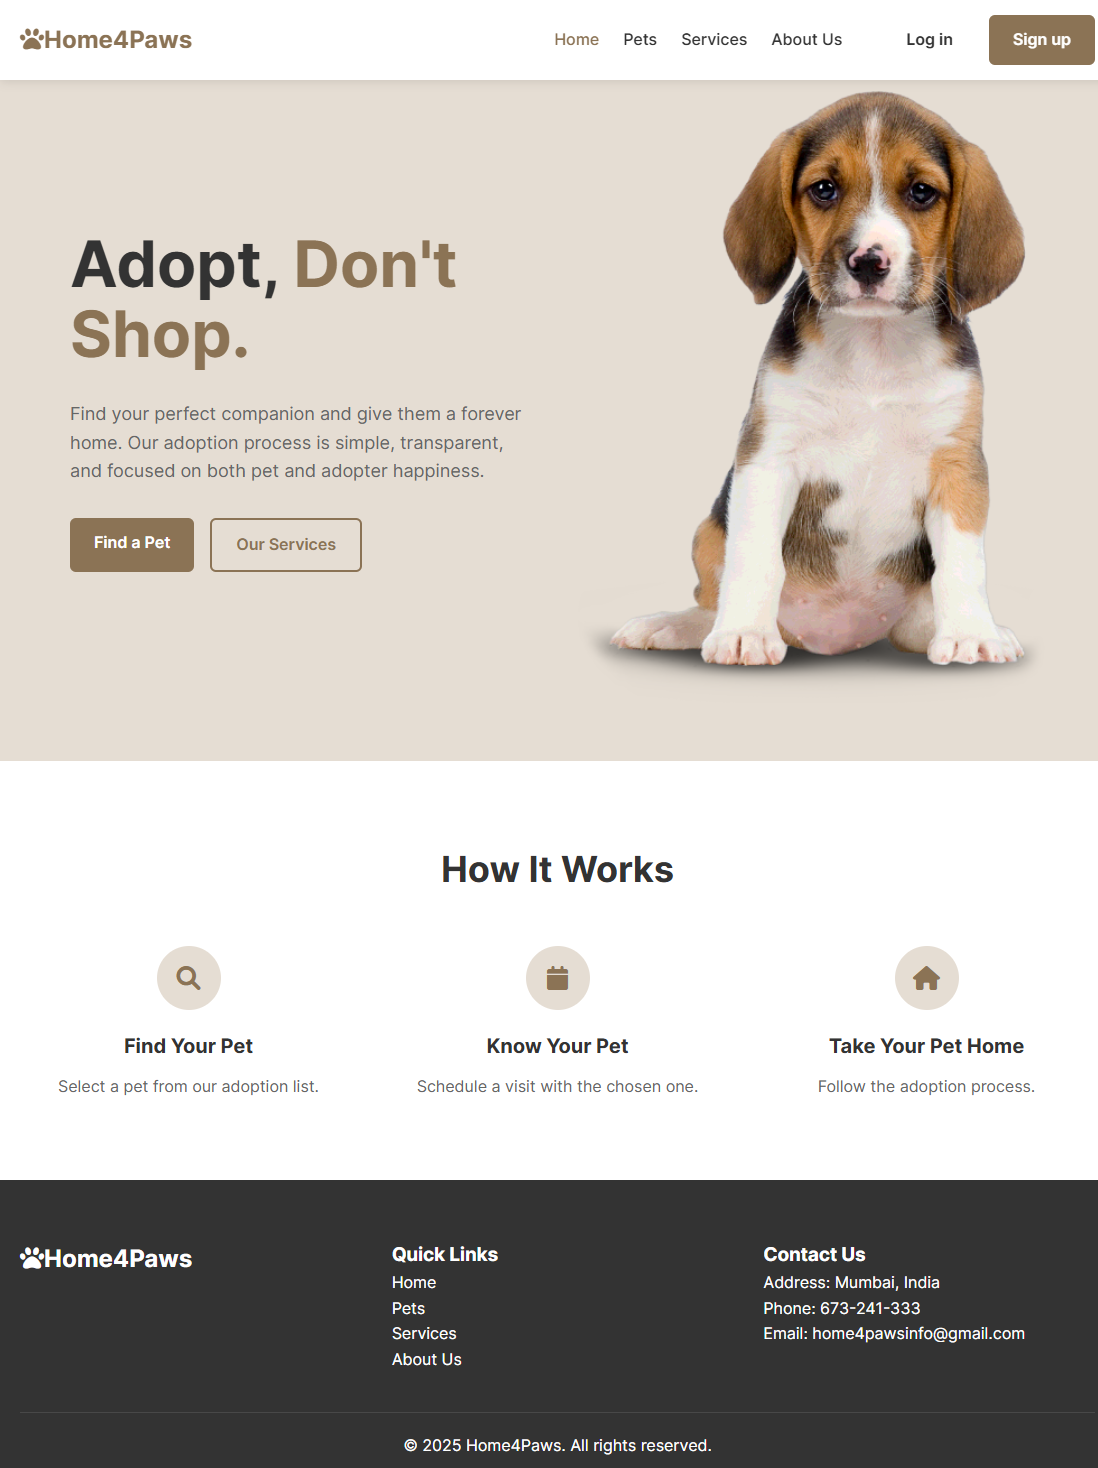 Home4Paws
Home Pets Services About Us Log in Sign up
Adopt, Don't
Shop.
Find your perfect companion and give them a forever
home. Our adoption process is simple, transparent,
and focused on both pet and adopter happiness.
Find a Pet Our Services
How It Works
Find Your Pet
Select a pet from our adoption list.
Know Your Pet
Schedule a visit with the chosen one.
Take Your Pet Home
Follow the adoption process.
Home4Paws
Quick Links
Home
Pets
Services
About Us
Contact Us
Address: Mumbai, India
Phone: 673-241-333
Email: home4pawsinfo@gmail.com
© 2025 Home4Paws. All rights reserved.